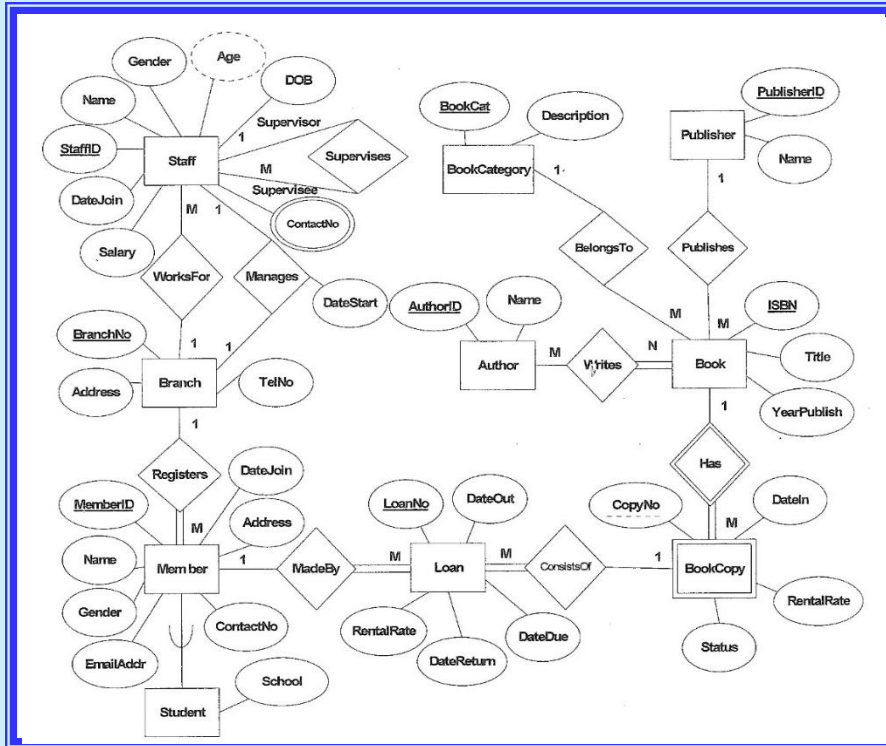 Gender
Age
DOB
Name
Supervisor
1
StaffID
Staff
M
Supervises
Supervisee
DateJoin
ContactNo
M
1
Salary
WorksFor
Manages
DateStart
BranchNo
1
1
Branch
TelNo
Address
1
Registers
DateJoin
MemberID
M
Address
Name
Member
1
MadeBy
M
Gender
ContactNo
EmailAddr
School
Student
BookCat
Description
BookCategory
1
PublisherID
Publisher
Name
1
BelongsTo
Publishes
M
M
AuthorID
Name
ISBN
Author
M
Writes
N
Book
Title
YearPublish
1
Has
LoanNo
DateOut
CopyNo
M
DateIn
Loan
M
ConsistsOf
1
BookCopy
RentalRate
DateReturn
DateDue
RentalRate
Status